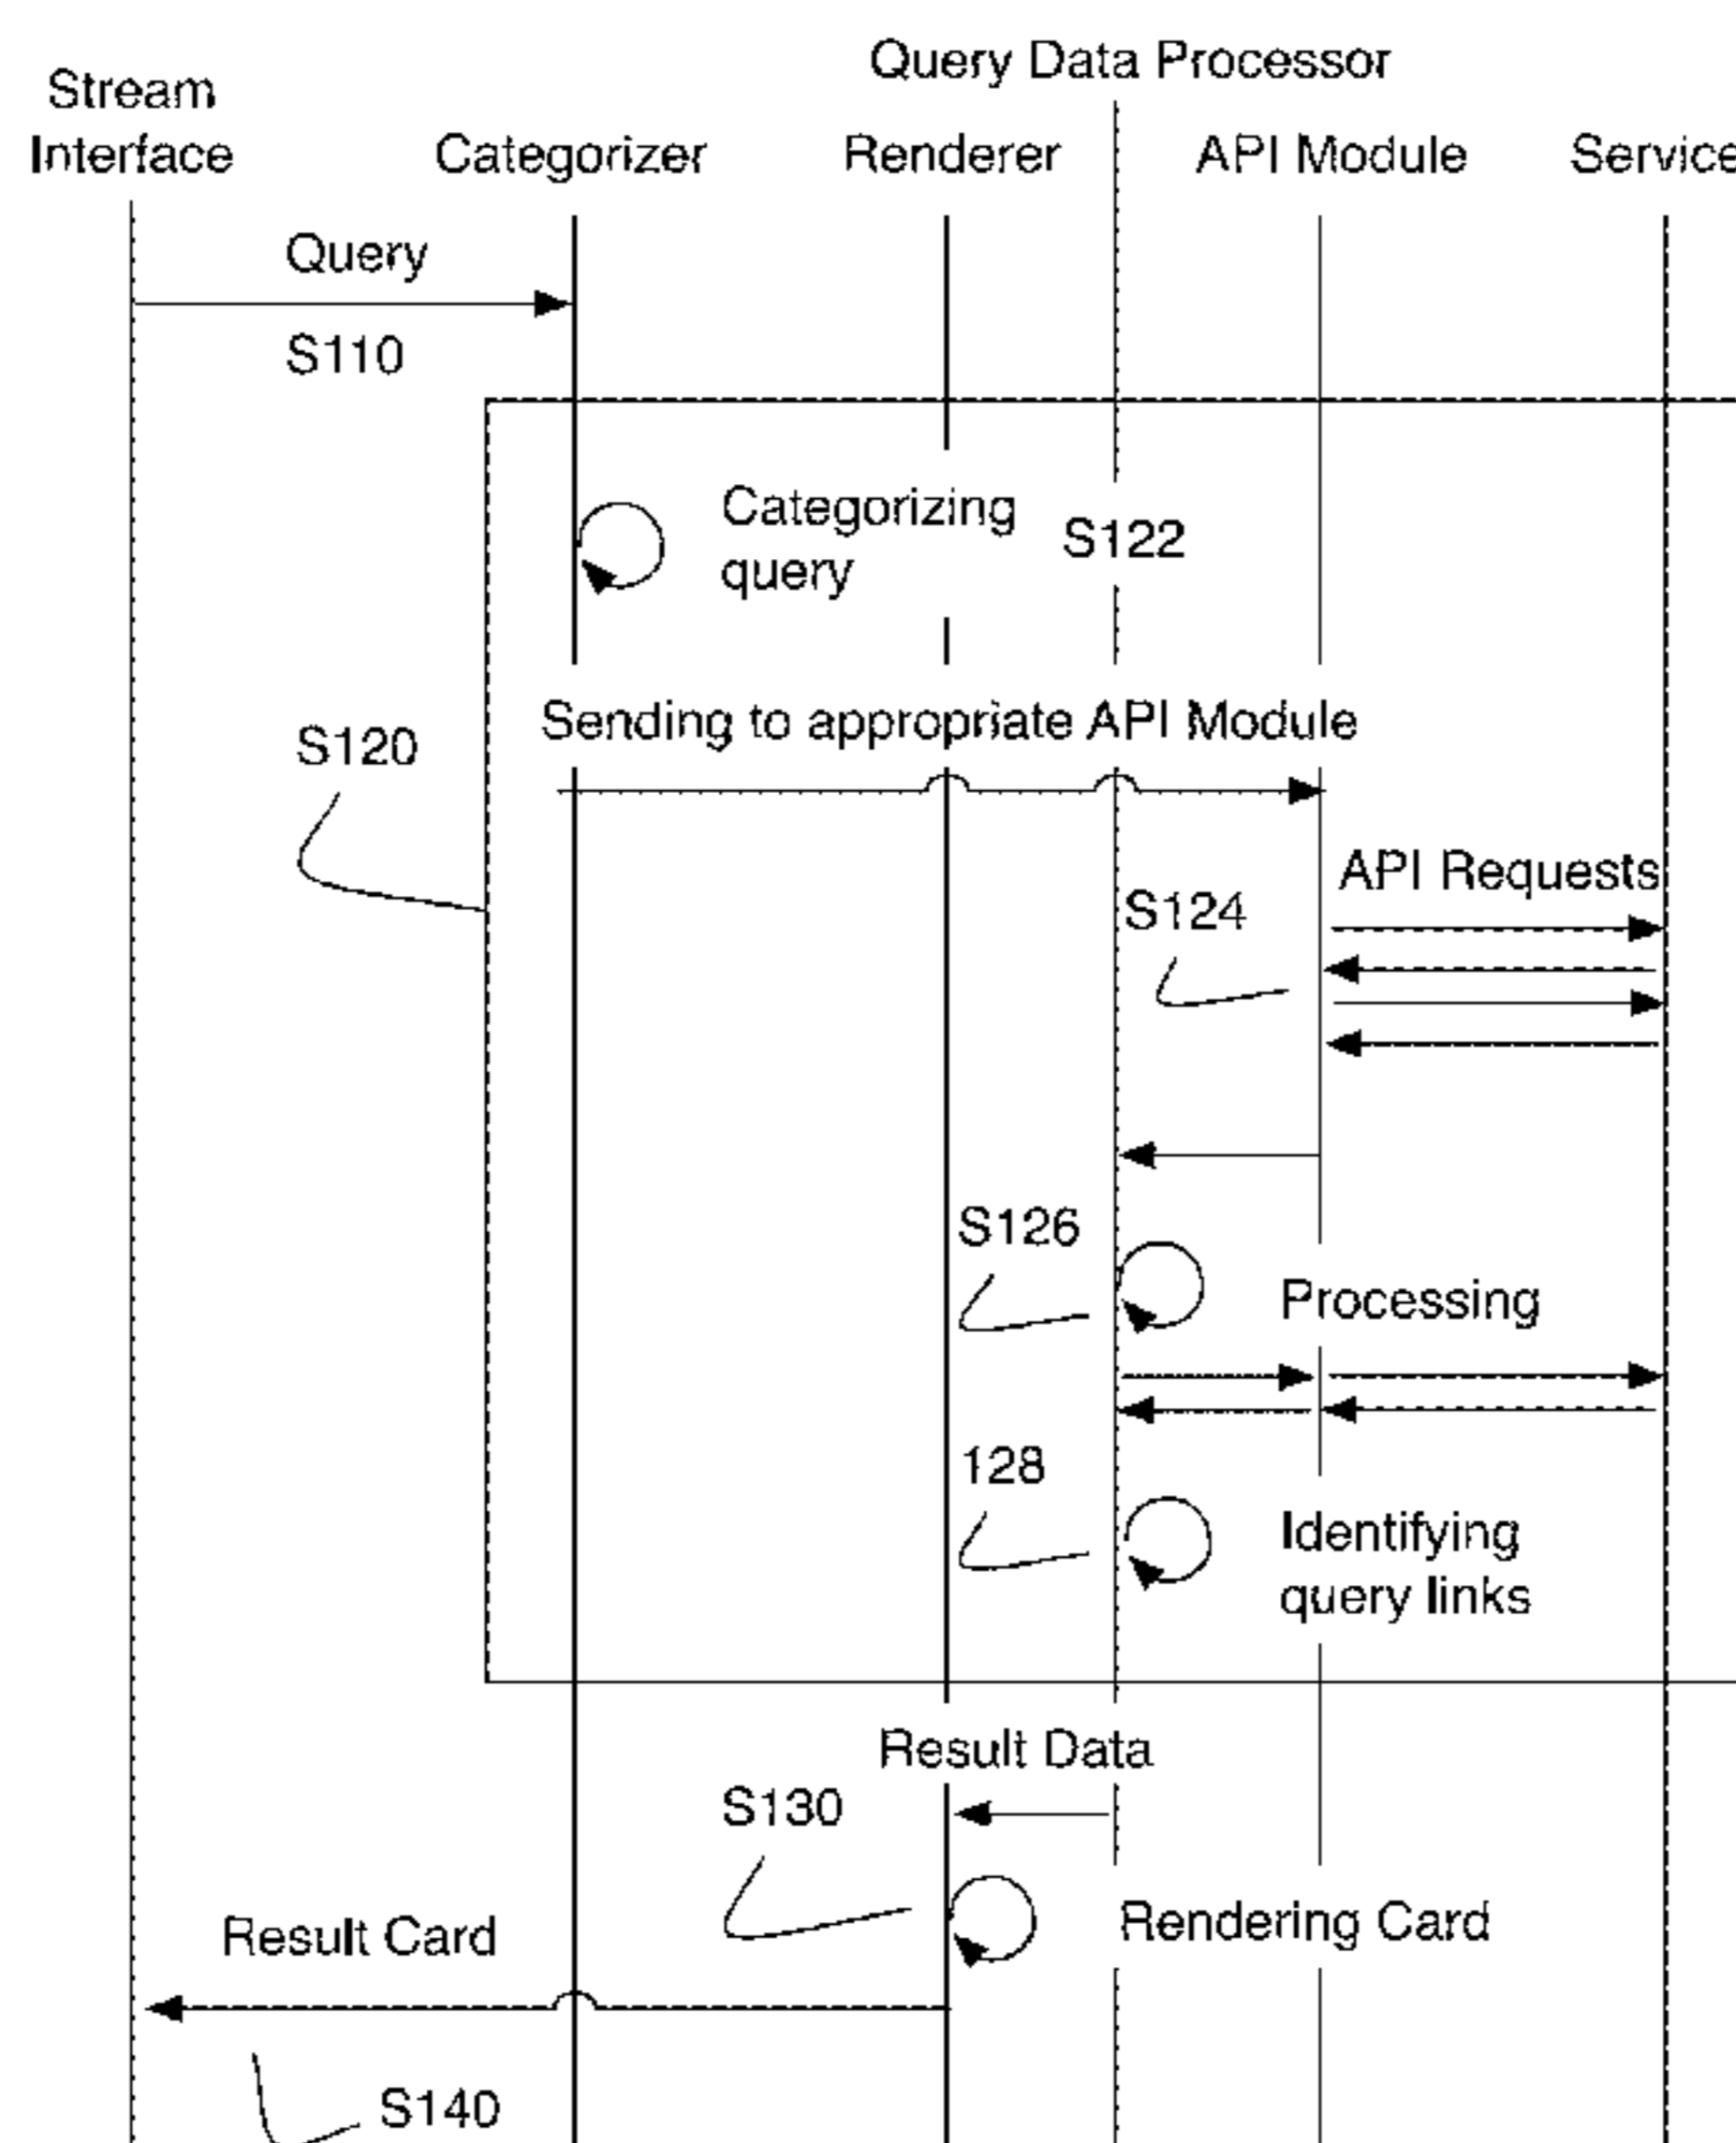 Query Data Processor
Stream
Interface
Categorizer
Renderer
API Module
Service
Query
S110
Categorizing
query
S122
Sending to appropriate API Module
S120
API Requests
S124
S126
Processing
128
Identifying
query links
Result Data
S130
Rendering Card
Result Card
S140